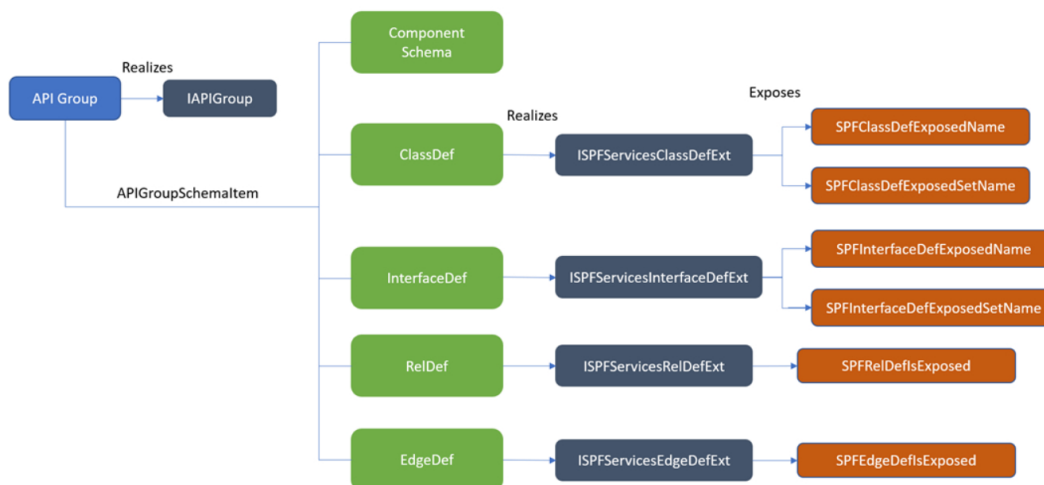 Component
Schema
Realizes
API Group
IAPIGroup
Exposes
Realizes
SPFClassDefExposedName
ClassDef
ISPFServicesClassDefExt
SPFClassDefExposedSetName
APIGroupSchemaItem
SPFInterfaceDefExposedName
InterfaceDef
ISPFServicesInterfaceDefExt
SPFInterfaceDefExposedSetName
RelDef
ISPFServicesRelDefExt
SPFRelDefIsExposed
EdgeDef
ISPFServicesEdgeDefExt
SPFEdgeDefIsExposed